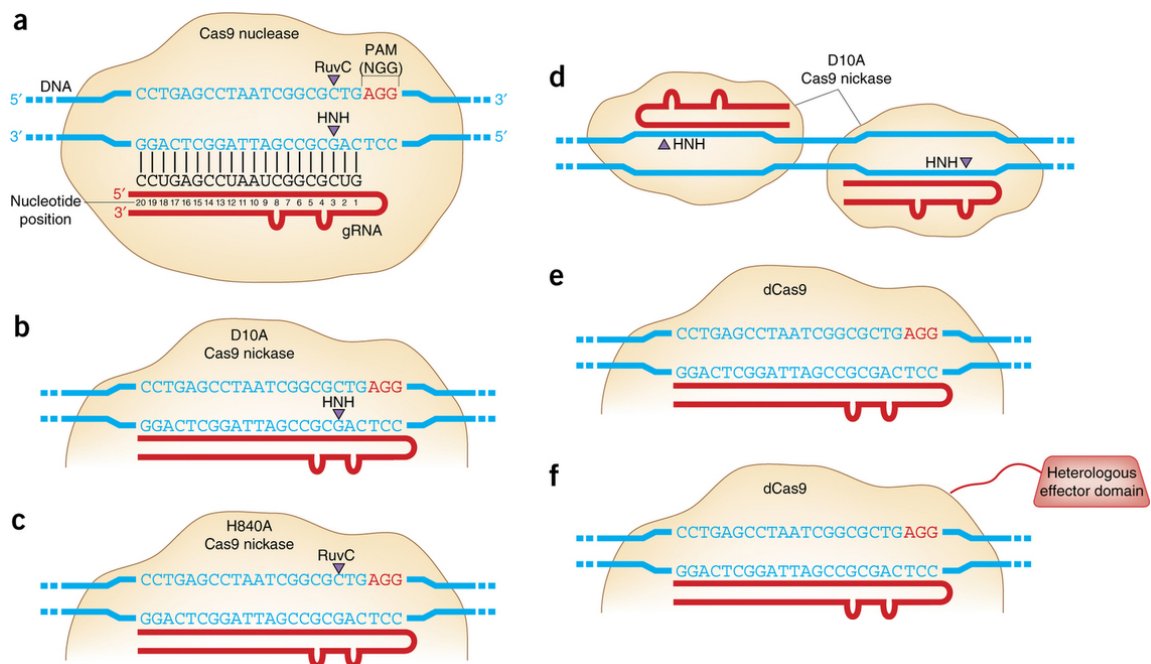 a
Cas9 nuclease
PAM
(NGG)
RuvC
DNA
5′ CCTGAGCCTAATCGGCGCTGAGG 3′
HNH
3′ GGACTCGGATTAGCCGCGACTCC 5′
CCUGAGCCUAAUCGGCGCUG
5′
Nucleotide
position
20 19 18 17 16 15 14 13 12 11 10 9 8 7 6 5 4 3 2 1
3′
gRNA
b
D10A
Cas9 nickase
CCTGAGCCTAATCGGCGCTGAGG
HNH
GGACTCGGATTAGCCGCGACTCC
c
H840A
Cas9 nickase
RuvC
CCTGAGCCTAATCGGCGCTGAGG
GGACTCGGATTAGCCGCGACTCC
d
D10A
Cas9 nickase
HNH
HNH
e
dCas9
CCTGAGCCTAATCGGCGCTGAGG
GGACTCGGATTAGCCGCGACTCC
f
dCas9
Heterologous
effector domain
CCTGAGCCTAATCGGCGCTGAGG
GGACTCGGATTAGCCGCGACTCC